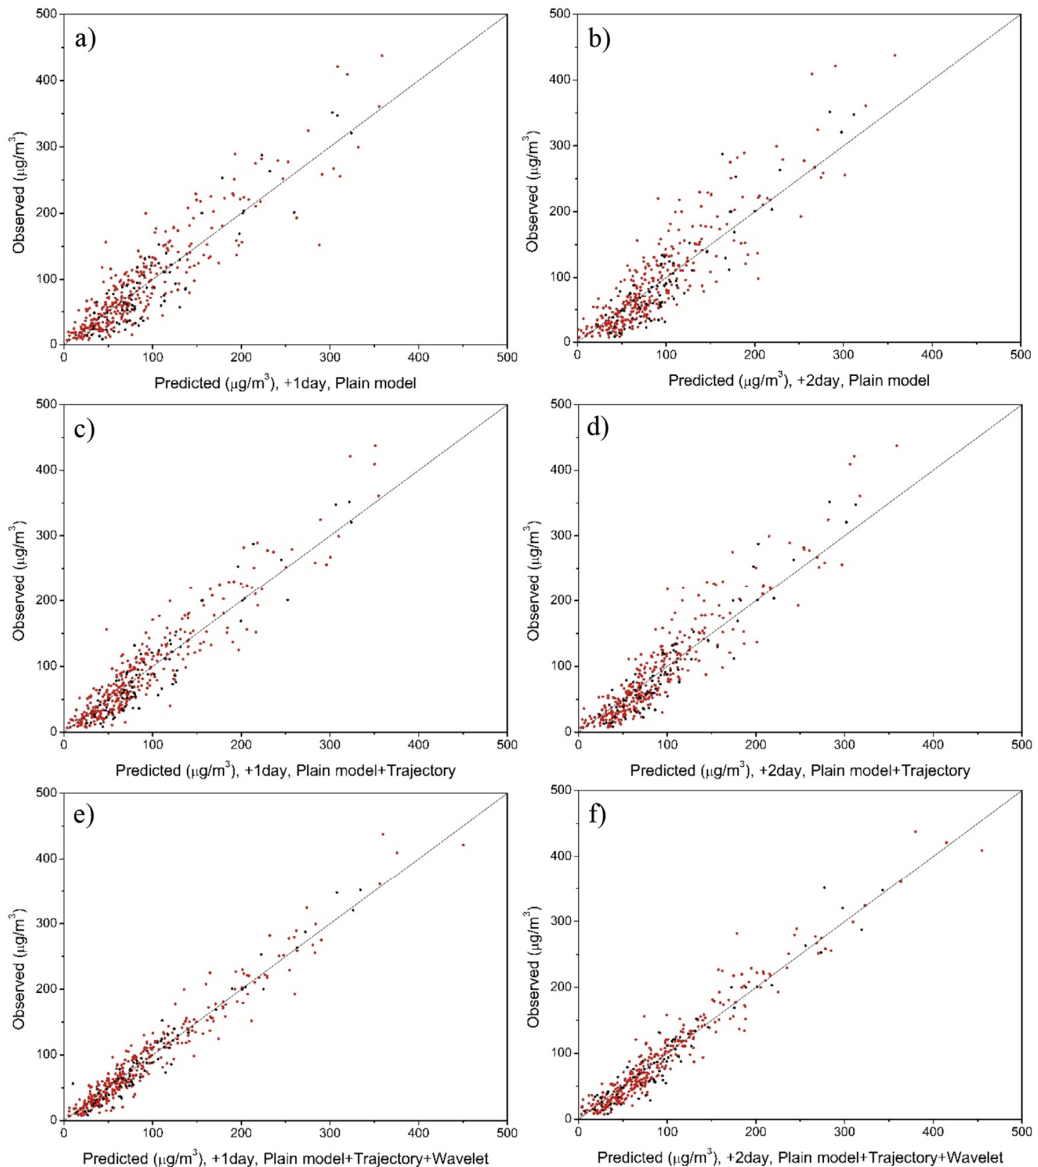 a)
500
400
300
200
100
0
Observed (μg/m³)
0 100 200 300 400 500
Predicted (μg/m³), +1day, Plain model
b)
500
400
300
200
100
0
Observed (μg/m³)
0 100 200 300 400 500
Predicted (μg/m³), +2day, Plain model
c)
500
400
300
200
100
0
Observed (μg/m³)
0 100 200 300 400 500
Predicted (μg/m³), +1day, Plain model+Trajectory
d)
500
400
300
200
100
0
Observed (μg/m³)
0 100 200 300 400 500
Predicted (μg/m³), +2day, Plain model+Trajectory
e)
500
400
300
200
100
0
Observed (μg/m³)
0 100 200 300 400 500
Predicted (μg/m³), +1day, Plain model+Trajectory+Wavelet
f)
500
400
300
200
100
0
Observed (μg/m³)
0 100 200 300 400 500
Predicted (μg/m³), +2day, Plain model+Trajectory+Wavelet